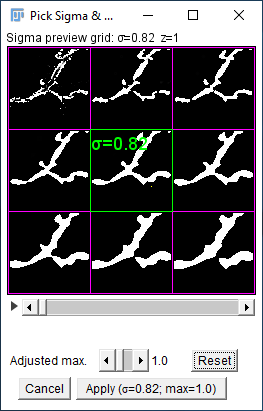 Pick Sigma & ...
Sigma preview grid: σ=0.82 z=1
σ=0.82
Adjusted max.
1.0
Reset
Cancel
Apply (σ=0.82; max=1.0)